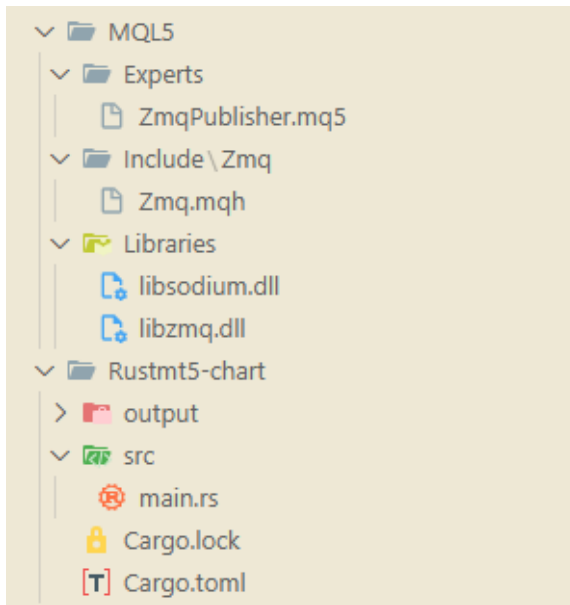 MQL5
Experts
ZmqPublisher.mq5
Include\Zmq
Zmq.mqh
Libraries
libsodium.dll
libzmq.dll
Rustmt5-chart
output
src
main.rs
Cargo.lock
Cargo.toml